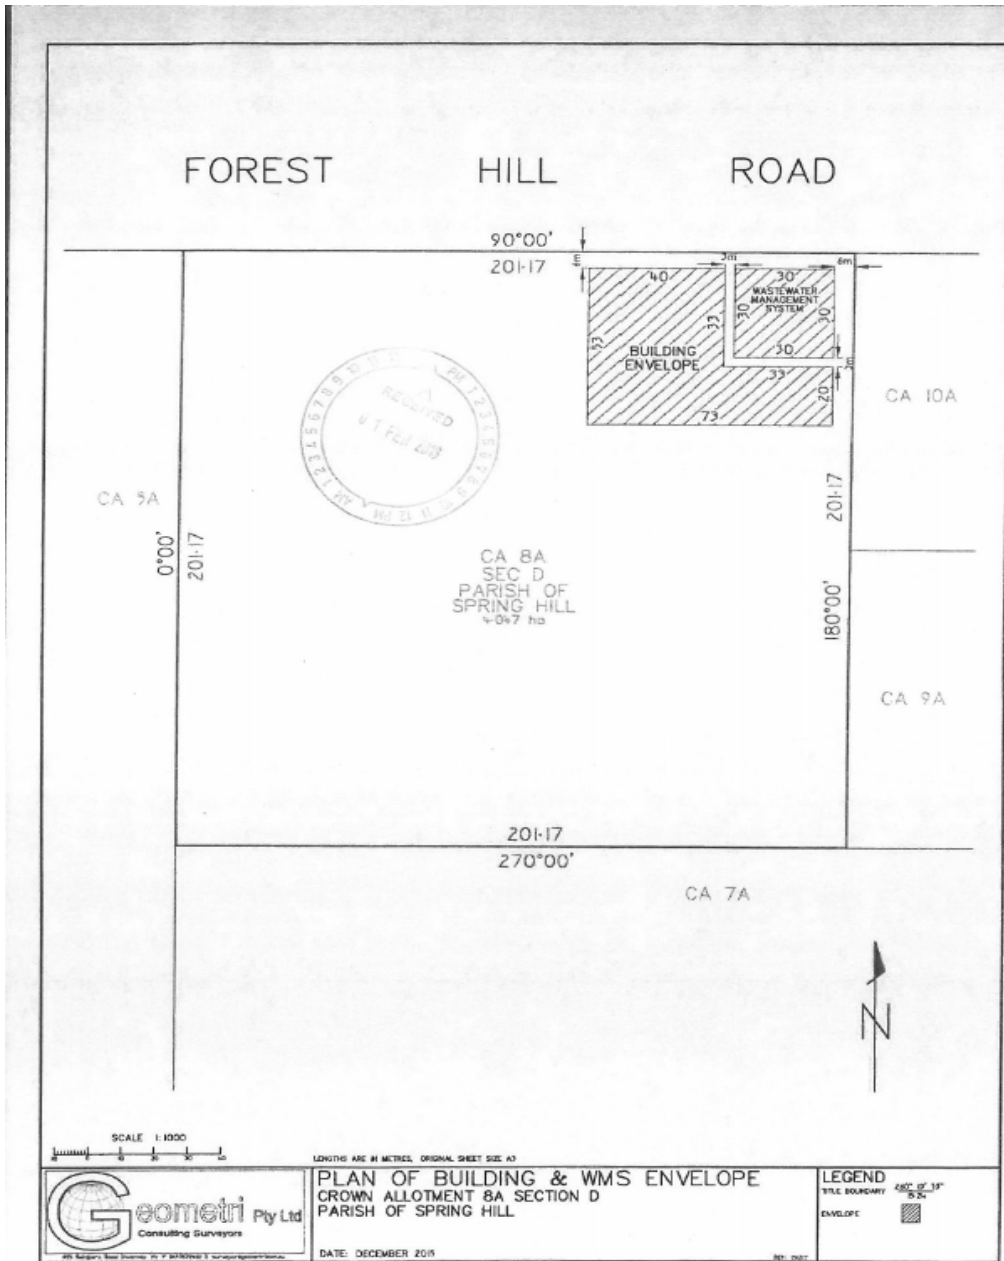 FOREST HILL ROAD
90°00'
201·17
6m
40
3m
30
6m
WASTEWATER
MANAGEMENT
SYSTEM
53
33
30
30
BUILDING
ENVELOPE
30
33
20
73
CA 10A
RECEIVED
CA 5A
0°00'
201·17
201·17
180°00'
CA 8A
SEC D
PARISH OF
SPRING HILL
4·047 ha
CA 9A
201·17
270°00'
CA 7A
N
SCALE 1:1000
LENGTHS ARE IN METRES, ORIGINAL SHEET SIZE A3
Geometri Pty Ltd
Consulting Surveyors
PLAN OF BUILDING & WMS ENVELOPE
CROWN ALLOTMENT 8A SECTION D
PARISH OF SPRING HILL
DATE: DECEMBER 2015
LEGEND
TITLE BOUNDARY
ENVELOPE